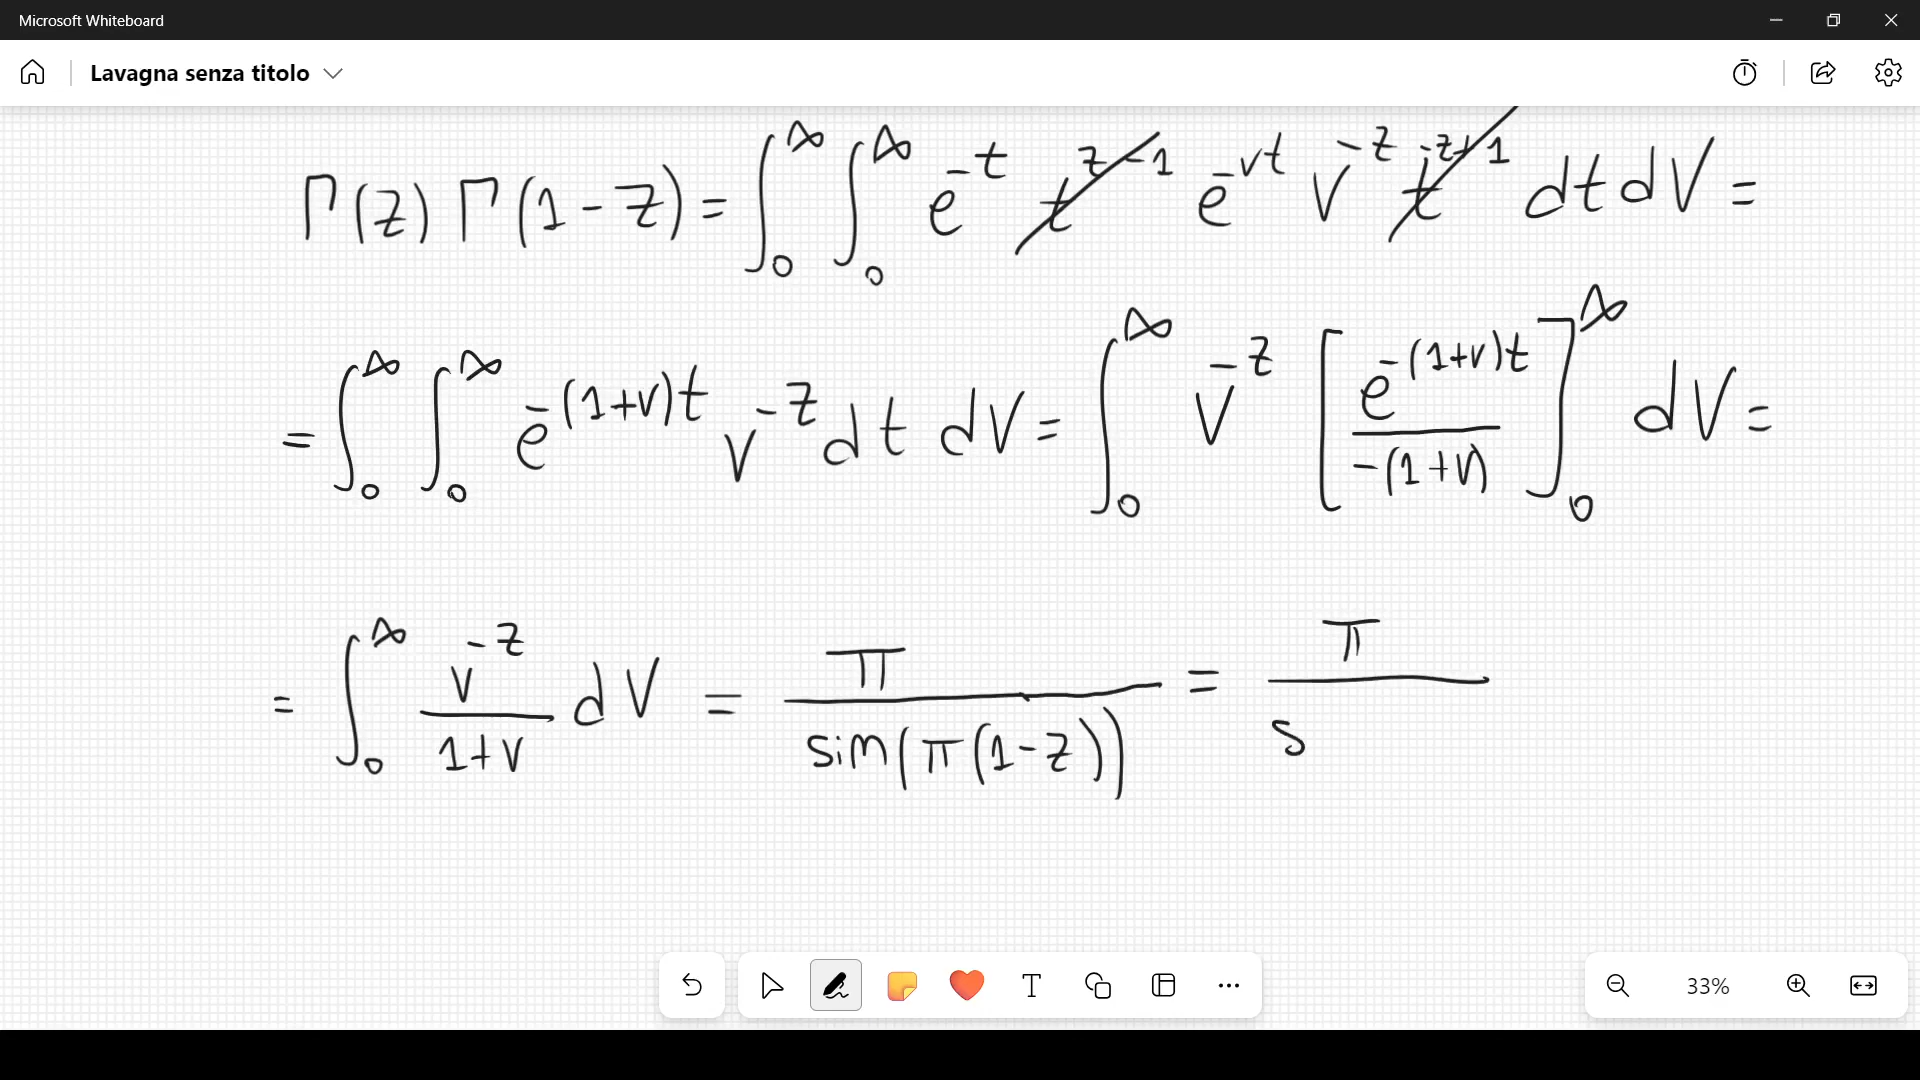 Microsoft Whiteboard
Lavagna senza titolo
Γ(z) Γ(1-z) = ∫₀^∞ ∫₀^∞ e^{-t} t^{z-1} e^{-vt} v^{-z} t^{-z+1} dt dv =
= ∫₀^∞ ∫₀^∞ e^{-(1+v)t} v^{-z} dt dv = ∫₀^∞ v^{-z} [e^{-(1+v)t} / -(1+v)]₀^∞ dv =
= ∫₀^∞ v^{-z} / (1+v) dv = π / sin(π(1-z)) = π / s
33%